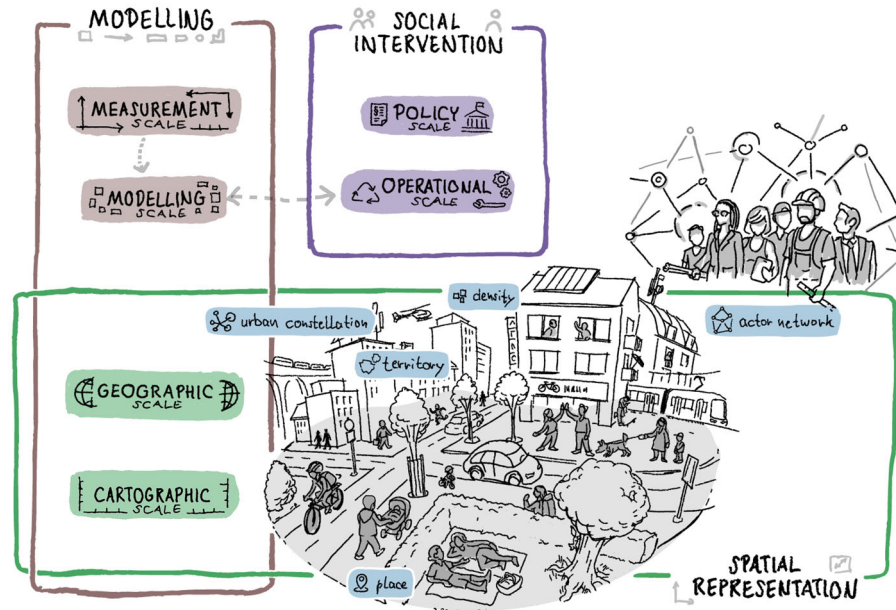 MODELLING
SOCIAL
INTERVENTION
MEASUREMENT
SCALE
POLICY
SCALE
MODELLING
SCALE
OPERATIONAL
SCALE
density
urban constellation
actor network
territory
GEOGRAPHIC
SCALE
CARTOGRAPHIC
SCALE
place
SPATIAL
REPRESENTATION